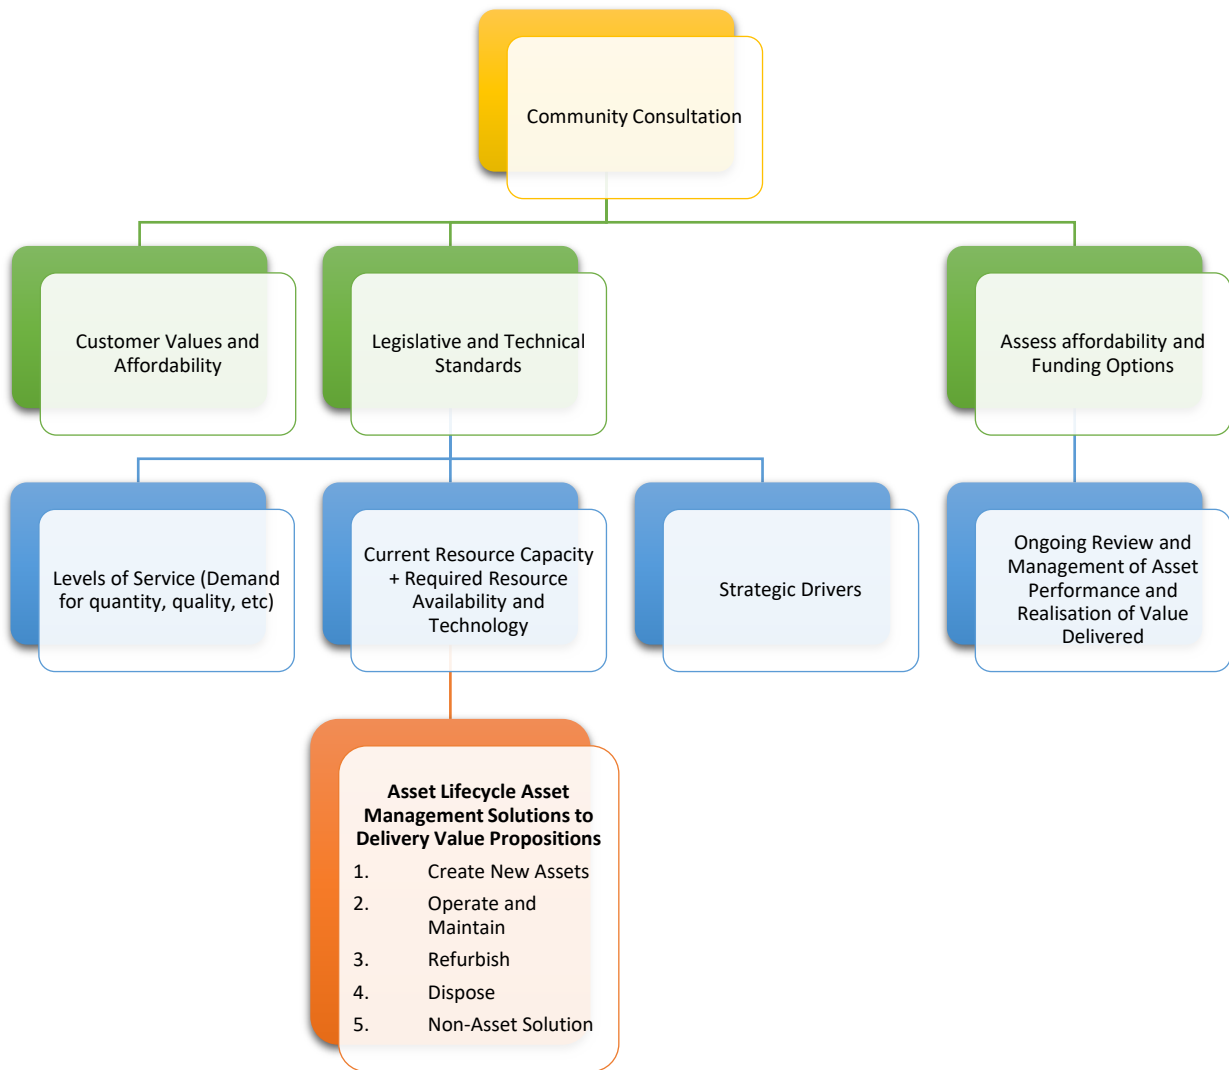 Community Consultation
Customer Values and
Affordability
Legislative and Technical
Standards
Assess affordability and
Funding Options
Levels of Service (Demand
for quantity, quality, etc)
Current Resource Capacity
+ Required Resource
Availability and
Technology
Strategic Drivers
Ongoing Review and
Management of Asset
Performance and
Realisation of Value
Delivered
Asset Lifecycle Asset
Management Solutions to
Delivery Value Propositions
1. Create New Assets
2. Operate and
Maintain
3. Refurbish
4. Dispose
5. Non-Asset Solution